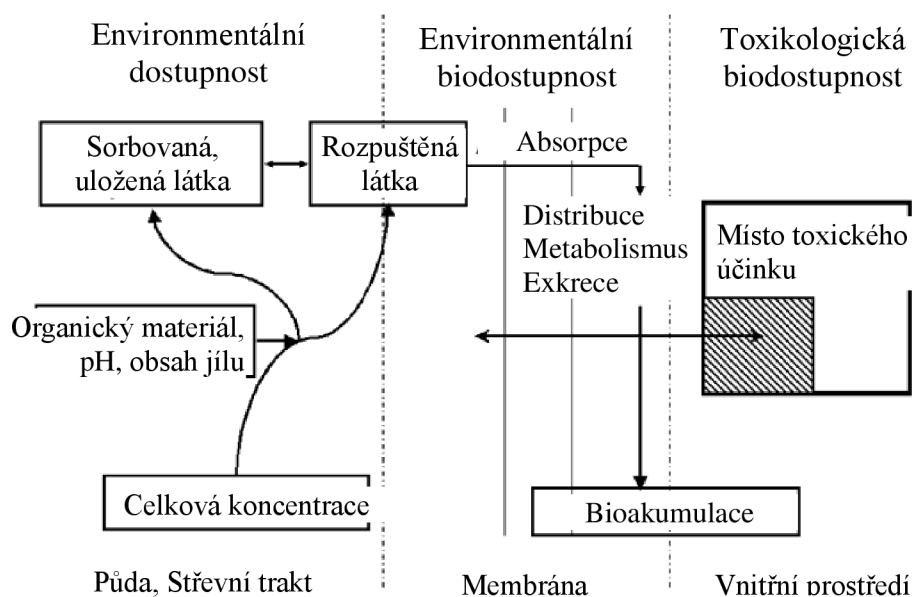 Environmentální
dostupnost
Environmentální
biodostupnost
Toxikologická
biodostupnost
Sorbovaná,
uložená látka
Rozpuštěná
látka
Absorpce
Distribuce
Metabolismus
Exkrece
Místo toxického
účinku
Organický materiál,
pH, obsah jílu
Celková koncentrace
Bioakumulace
Půda, Střevní trakt
Membrána
Vnitřní prostředí